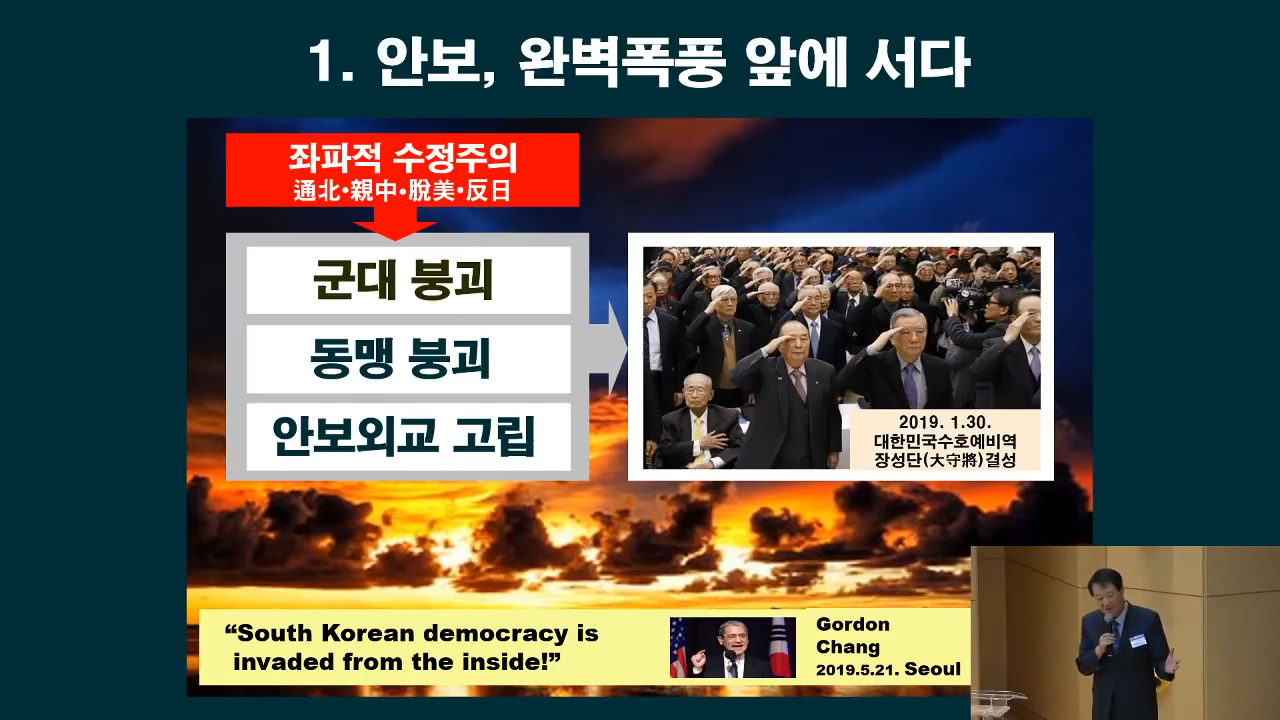 1. 안보, 완벽폭풍 앞에 서다
좌파적 수정주의
通北·親中·脫美·反日
군대 붕괴
동맹 붕괴
안보외교 고립
2019. 1.30.
대한민국수호예비역
장성단(大守將)결성
“South Korean democracy is
invaded from the inside!”
Gordon
Chang
2019.5.21. Seoul